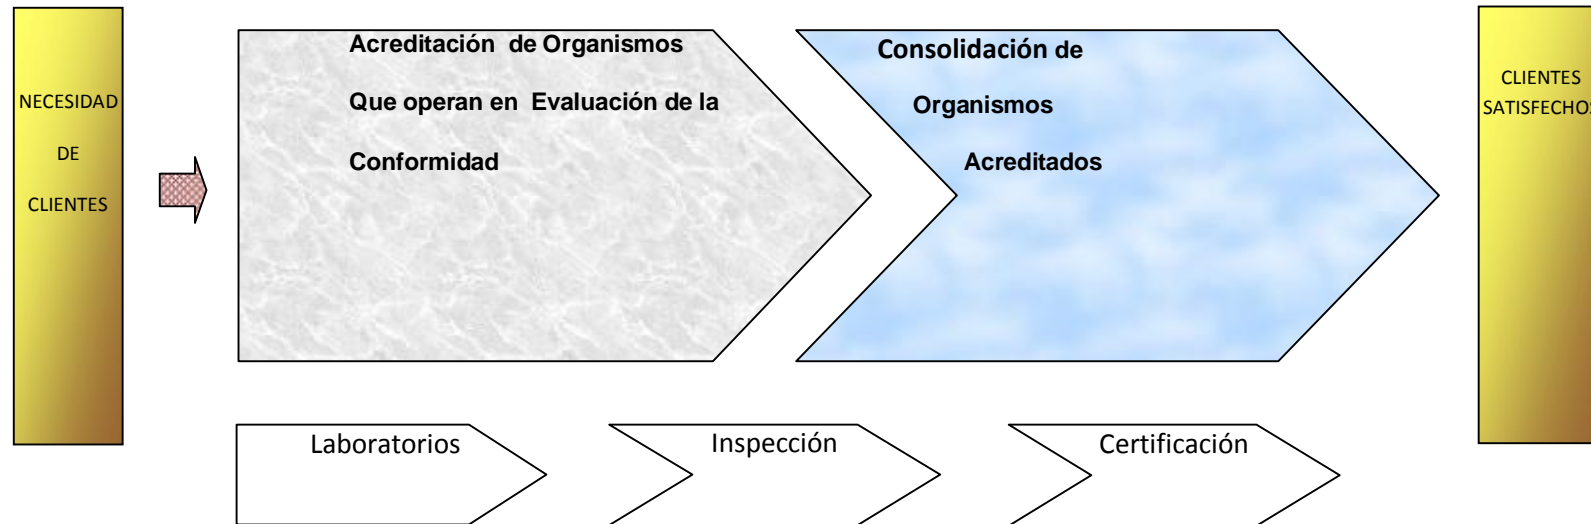 NECESIDAD
DE
CLIENTES
Acreditación de Organismos
Que operan en Evaluación de la
Conformidad
Consolidación de
Organismos
Acreditados
CLIENTES
SATISFECHOS
Laboratorios
Inspección
Certificación